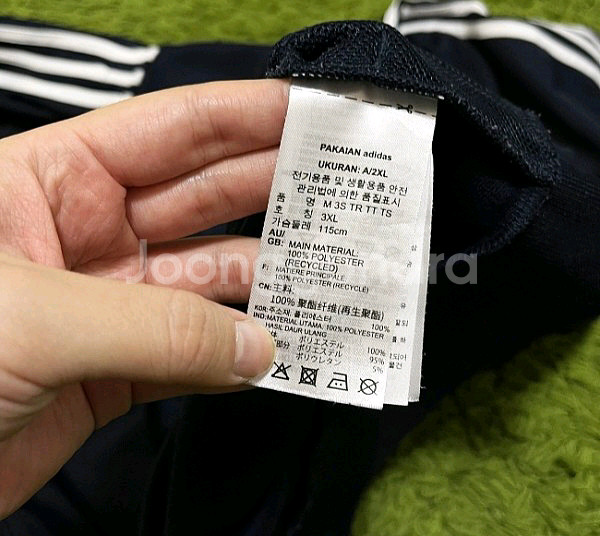 PAKAIAN adidas
UKURAN: A/2XL
전기용품 및 생활용품 안전
관리법에 의한 품질표시
품 명 M 3S TR TT TS
호 칭 3XL
가슴둘레 115cm
AU/
GB: MAIN MATERIAL:
100% POLYESTER
(RECYCLED)
F: MATIERE PRINCIPALE:
100% POLYESTER (RECYCLÉ)
CN: 主料:
100% 聚酯纤维(再生聚酯)
KOR: 주소재: 폴리에스터 100%
IND: MATERIAL UTAMA: 100% POLYESTER
HASIL DAUR ULANG
ポリエステル 100%
部分 ポリエステル 95%
ポリウレタン 5%
Joonggonara